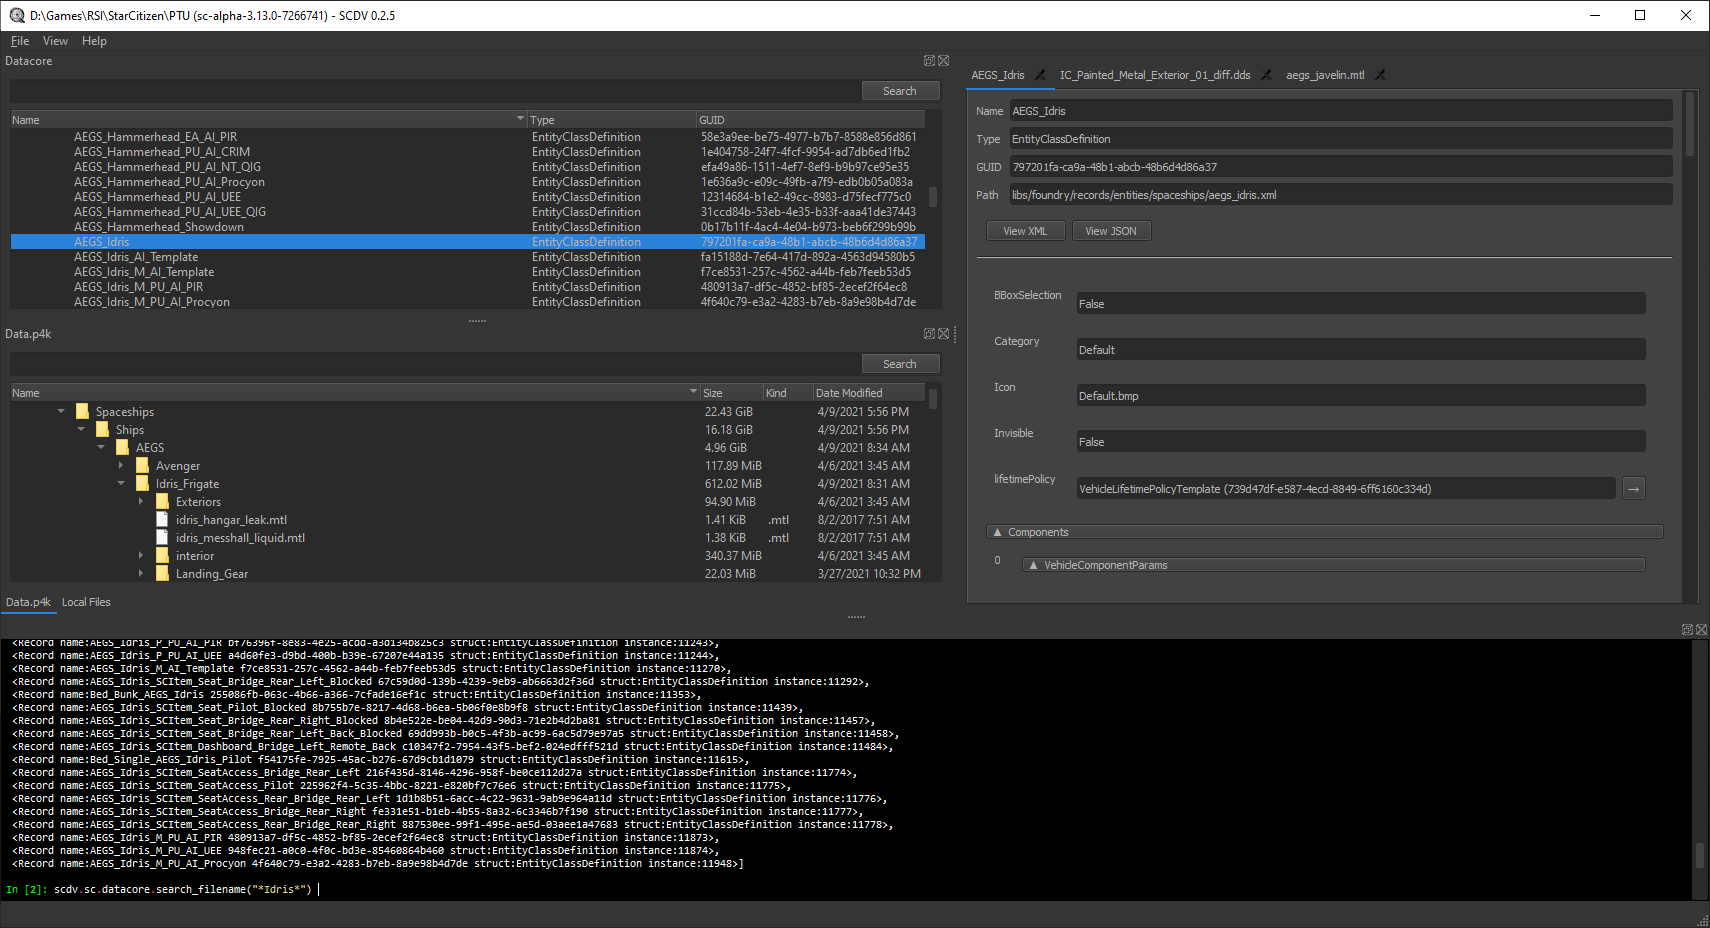 D:\Games\RSI\StarCitizen\PTU (sc-alpha-3.13.0-7266741) - SCDV 0.2.5
File View Help
Datacore
Search
Name Type GUID
AEGS_Hammerhead_EA_AI_PIR EntityClassDefinition 58e3a9ee-be75-4977-b7b7-8588e856d861
AEGS_Hammerhead_PU_AI_CRIM EntityClassDefinition 1e404758-24f7-4fcf-9954-ad7db6ed1fb2
AEGS_Hammerhead_PU_AI_NT_QIG EntityClassDefinition efa49a86-1511-4ef7-8ef9-b9b97ce95e35
AEGS_Hammerhead_PU_AI_Procyon EntityClassDefinition 1e636a9c-e09c-49fb-a7f9-edb0b05a083a
AEGS_Hammerhead_PU_AI_UEE EntityClassDefinition 12314684-b1e2-49cc-8983-d75fecf775c0
AEGS_Hammerhead_PU_AI_UEE_QIG EntityClassDefinition 31ccd84b-53eb-4e35-b33f-aaa41de37443
AEGS_Hammerhead_Showdown EntityClassDefinition 0b17b11f-4ac4-4e04-b973-beb6f299b99b
AEGS_Idris EntityClassDefinition 797201fa-ca9a-48b1-abcb-48b6d4d86a37
AEGS_Idris_AI_Template EntityClassDefinition fa15188d-7e64-417d-892a-4563d94580b5
AEGS_Idris_M_AI_Template EntityClassDefinition f7ce8531-257c-4562-a44b-feb7feeb53d5
AEGS_Idris_M_PU_AI_PIR EntityClassDefinition 480913a7-df5c-4852-bf85-2ecef2f64ec8
AEGS_Idris_M_PU_AI_Procyon EntityClassDefinition 4f640c79-e3a2-4283-b7eb-8a9e98b4d7de
Data.p4k
Search
Name Size Kind Date Modified
Spaceships 22.43 GiB 4/9/2021 5:56 PM
Ships 16.18 GiB 4/9/2021 5:56 PM
AEGS 4.96 GiB 4/9/2021 8:34 AM
Avenger 117.89 MiB 4/6/2021 3:45 AM
Idris_Frigate 612.02 MiB 4/9/2021 8:31 AM
Exteriors 94.90 MiB 4/6/2021 3:45 AM
idris_hangar_leak.mtl 1.41 KiB .mtl 8/2/2017 7:51 AM
idris_messhall_liquid.mtl 1.38 KiB .mtl 8/2/2017 7:51 AM
interior 340.37 MiB 4/6/2021 3:45 AM
Landing_Gear 22.03 MiB 3/27/2021 10:32 PM
Data.p4k Local Files
AEGS_Idris IC_Painted_Metal_Exterior_01_diff.dds aegs_javelin.mtl
Name AEGS_Idris
Type EntityClassDefinition
GUID 797201fa-ca9a-48b1-abcb-48b6d4d86a37
Path libs/foundry/records/entities/spaceships/aegs_idris.xml
View XML View JSON
BBoxSelection False
Category Default
Icon Default.bmp
Invisible False
lifetimePolicy VehicleLifetimePolicyTemplate (739d47df-e587-4ecd-8849-6ff6160c334d) →
▲ Components
0 ▲ VehicleComponentParams
<Record name:AEGS_Idris_P_PU_AI_PIR bf76396f-8e83-4e25-acdd-a3d134b825c3 struct:EntityClassDefinition instance:11243>,
<Record name:AEGS_Idris_P_PU_AI_UEE a4d60fe3-d9bd-400b-b39e-67207e44a135 struct:EntityClassDefinition instance:11244>,
<Record name:AEGS_Idris_M_AI_Template f7ce8531-257c-4562-a44b-feb7feeb53d5 struct:EntityClassDefinition instance:11270>,
<Record name:AEGS_Idris_SCItem_Seat_Bridge_Rear_Left_Blocked 67c59d0d-139b-4239-9eb9-ab6663d2f36d struct:EntityClassDefinition instance:11292>,
<Record name:Bed_Bunk_AEGS_Idris 255086fb-063c-4b66-a366-7cfade16ef1c struct:EntityClassDefinition instance:11353>,
<Record name:AEGS_Idris_SCItem_Seat_Pilot_Blocked 8b755b7e-8217-4d68-b6ea-5b06f0e8b9f8 struct:EntityClassDefinition instance:11439>,
<Record name:AEGS_Idris_SCItem_Seat_Bridge_Rear_Right_Blocked 8b4e522e-be04-42d9-90d3-71e2b4d2ba81 struct:EntityClassDefinition instance:11457>,
<Record name:AEGS_Idris_SCItem_Seat_Bridge_Rear_Left_Back_Blocked 69dd993b-b0c5-4f3b-ac99-6ac5d79e97a5 struct:EntityClassDefinition instance:11458>,
<Record name:AEGS_Idris_SCItem_Dashboard_Bridge_Left_Remote_Back c10347f2-7954-43f5-bef2-024edfff521d struct:EntityClassDefinition instance:11484>,
<Record name:Bed_Single_AEGS_Idris_Pilot f54175fe-7925-45ac-b276-67d9cb1d1079 struct:EntityClassDefinition instance:11615>,
<Record name:AEGS_Idris_SCItem_SeatAccess_Bridge_Rear_Left 216f435d-8146-4296-958f-be0ce112d27a struct:EntityClassDefinition instance:11774>,
<Record name:AEGS_Idris_SCItem_SeatAccess_Pilot 225962f4-5c35-4bbc-8221-e820bf7c76e6 struct:EntityClassDefinition instance:11775>,
<Record name:AEGS_Idris_SCItem_SeatAccess_Rear_Bridge_Rear_Left 1d1b8b51-6acc-4c22-9631-9ab9e964a11d struct:EntityClassDefinition instance:11776>,
<Record name:AEGS_Idris_SCItem_SeatAccess_Bridge_Rear_Right fe331e51-b1eb-4b55-8a32-6c3346b7f190 struct:EntityClassDefinition instance:11777>,
<Record name:AEGS_Idris_SCItem_SeatAccess_Rear_Bridge_Rear_Right 887530ee-99f1-495e-ae5d-03aee1a47683 struct:EntityClassDefinition instance:11778>,
<Record name:AEGS_Idris_M_PU_AI_PIR 480913a7-df5c-4852-bf85-2ecef2f64ec8 struct:EntityClassDefinition instance:11873>,
<Record name:AEGS_Idris_M_PU_AI_UEE 948fec21-a0c0-4f0c-bd3e-85460864b460 struct:EntityClassDefinition instance:11874>,
<Record name:AEGS_Idris_M_PU_AI_Procyon 4f640c79-e3a2-4283-b7eb-8a9e98b4d7de struct:EntityClassDefinition instance:11948>]
In [2]: scdv.sc.datacore.search_filename("*Idris*")